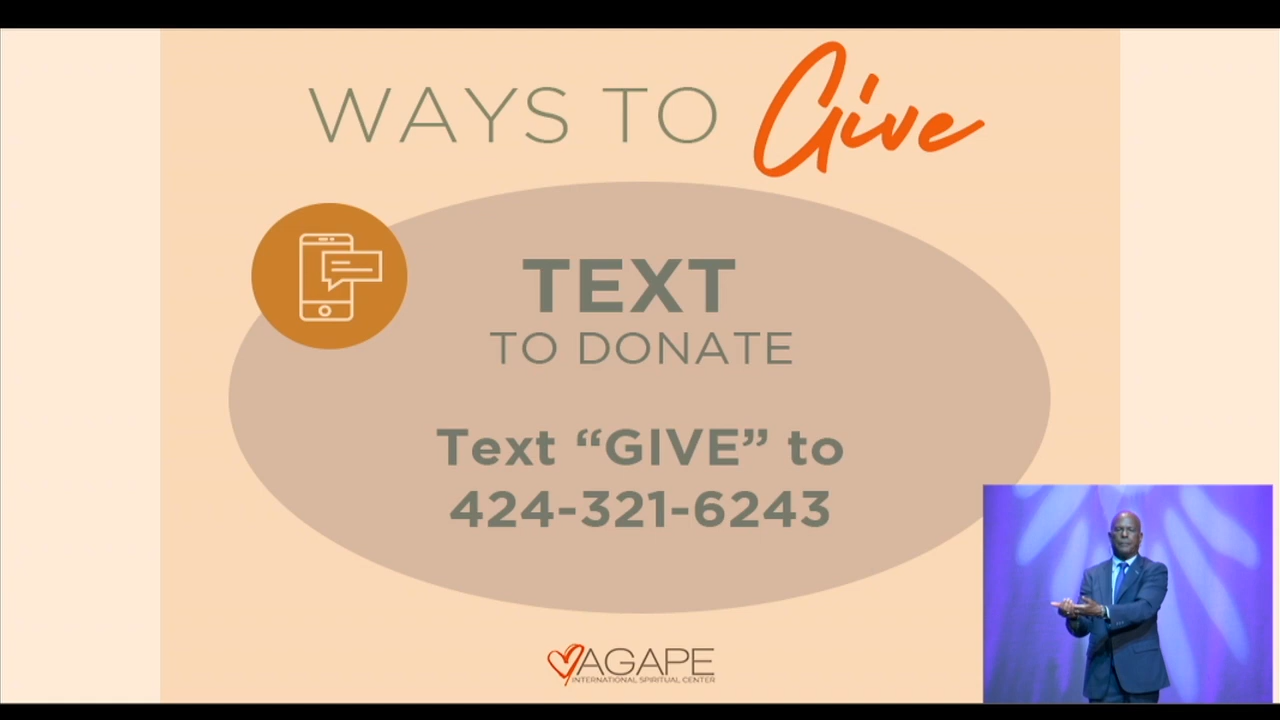 WAYS TO Give
TEXT
TO DONATE
Text “GIVE” to
424-321-6243
AGAPE
INTERNATIONAL SPIRITUAL CENTER